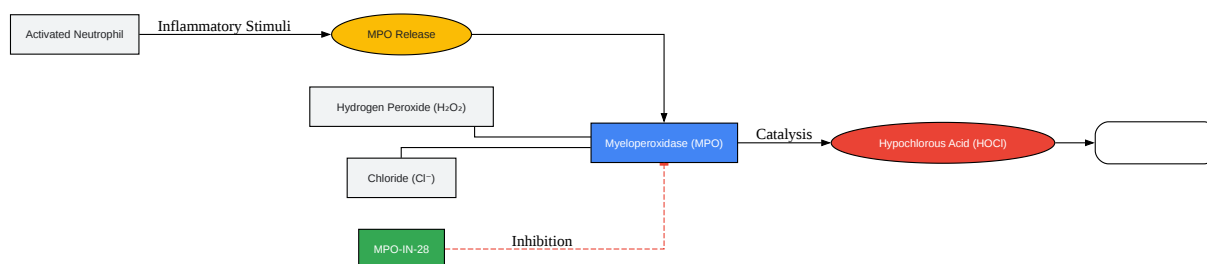 Activated Neutrophil
Inflammatory Stimuli
MPO Release
Hydrogen Peroxide (H₂O₂)
Myeloperoxidase (MPO)
Catalysis
Hypochlorous Acid (HOCl)
Chloride (Cl⁻)
MPO-IN-28
Inhibition